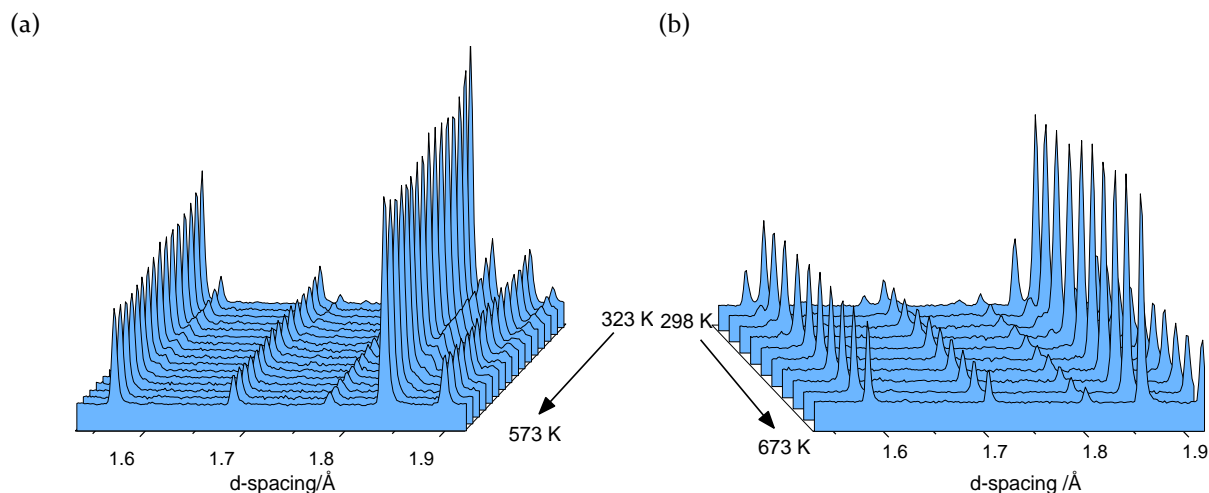 (a)
(b)
323 K
298 K
573 K
673 K
1.6
1.7
1.8
1.9
d-spacing/Å
1.6
1.7
1.8
1.9
d-spacing /Å